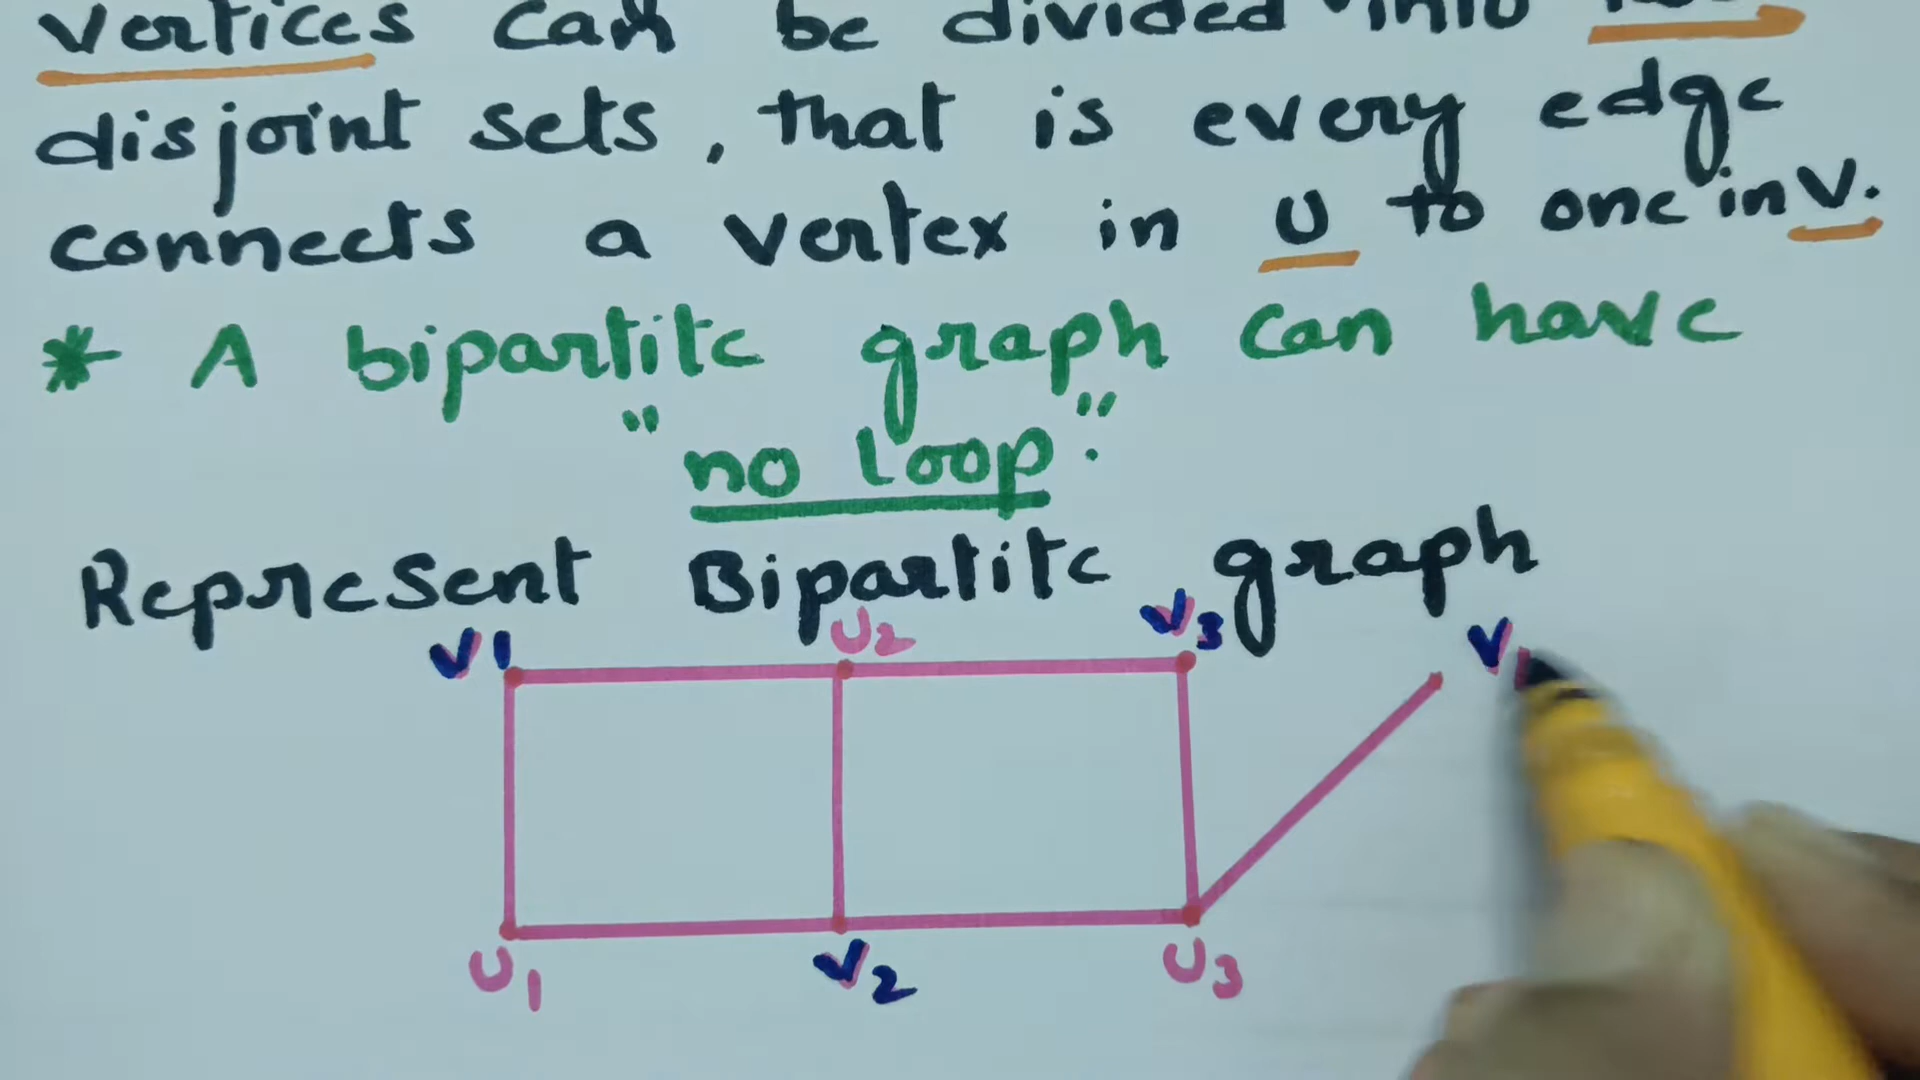 vertices can be divided into
disjoint sets, that is every edge
connects a vertex in U to one in V.
* A bipartite graph can have
"no loop".
Represent Bipartite graph
V1 U2 V3 V
U1 V2 U3